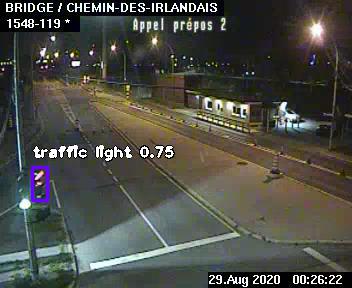 BRIDGE / CHEMIN-DES-IRLANDAIS
1548-119 *
Appel prépos 2
traffic light 0.75
29.Aug 2020 00:26:22